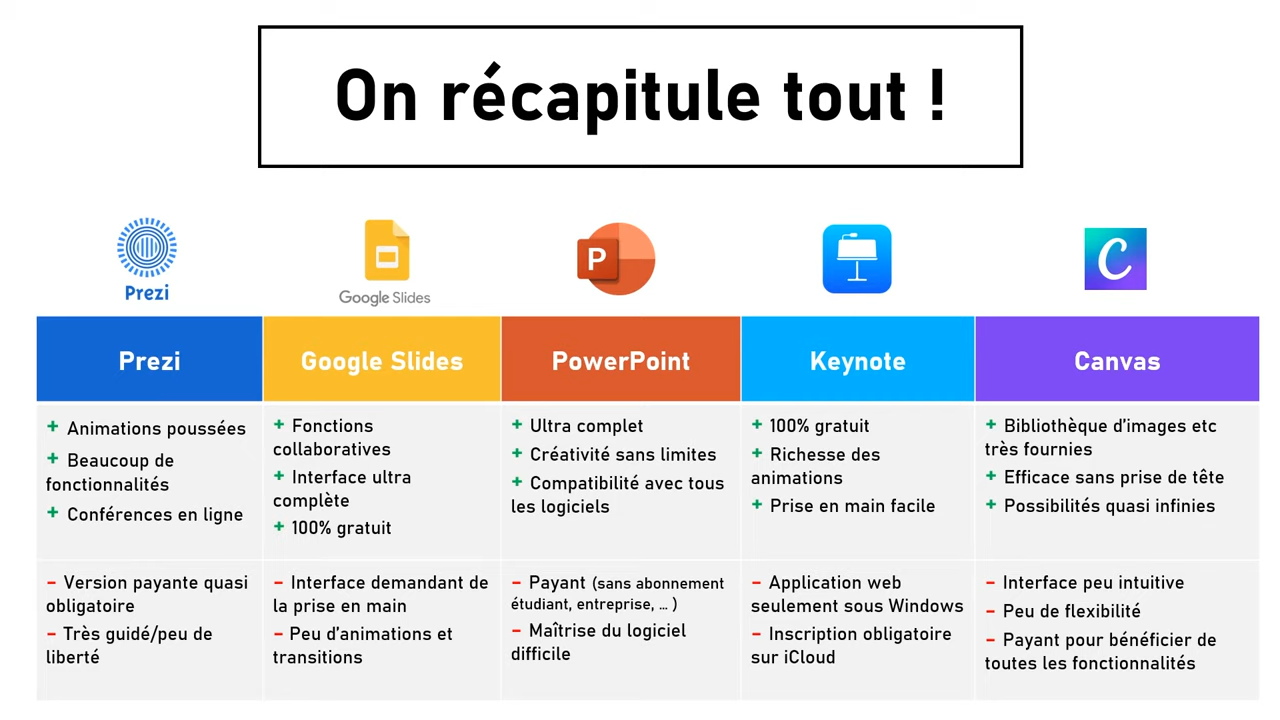 On récapitule tout !
Prezi
Google Slides
P
C
Prezi
Google Slides
PowerPoint
Keynote
Canvas
+ Animations poussées
+ Beaucoup de
fonctionnalités
+ Conférences en ligne
+ Fonctions
collaboratives
+ Interface ultra
complète
+ 100% gratuit
+ Ultra complet
+ Créativité sans limites
+ Compatibilité avec tous
les logiciels
+ 100% gratuit
+ Richesse des
animations
+ Prise en main facile
+ Bibliothèque d'images etc
très fournies
+ Efficace sans prise de tête
+ Possibilités quasi infinies
– Version payante quasi
obligatoire
– Très guidé/peu de
liberté
– Interface demandant de
la prise en main
– Peu d'animations et
transitions
– Payant (sans abonnement
étudiant, entreprise, … )
– Maîtrise du logiciel
difficile
– Application web
seulement sous Windows
– Inscription obligatoire
sur iCloud
– Interface peu intuitive
– Peu de flexibilité
– Payant pour bénéficier de
toutes les fonctionnalités